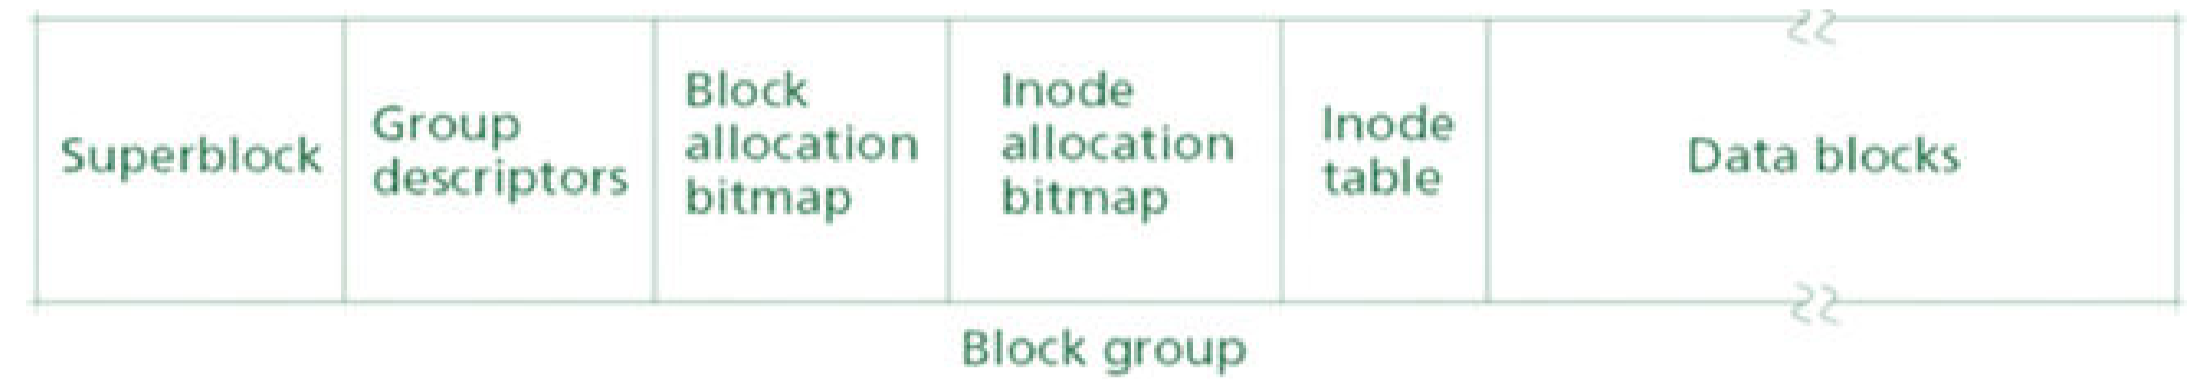 Superblock
Group
descriptors
Block
allocation
bitmap
Inode
allocation
bitmap
Inode
table
Data blocks
Block group